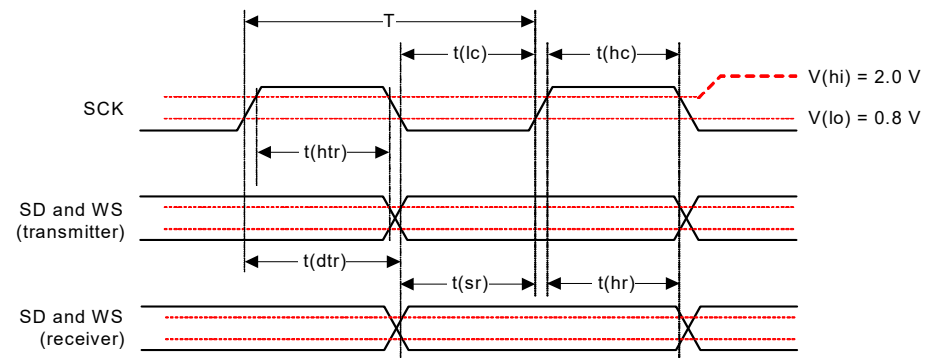 T
t(lc)
t(hc)
V(hi) = 2.0 V
SCK
V(lo) = 0.8 V
t(htr)
SD and WS
(transmitter)
t(dtr)
t(sr)
t(hr)
SD and WS
(receiver)